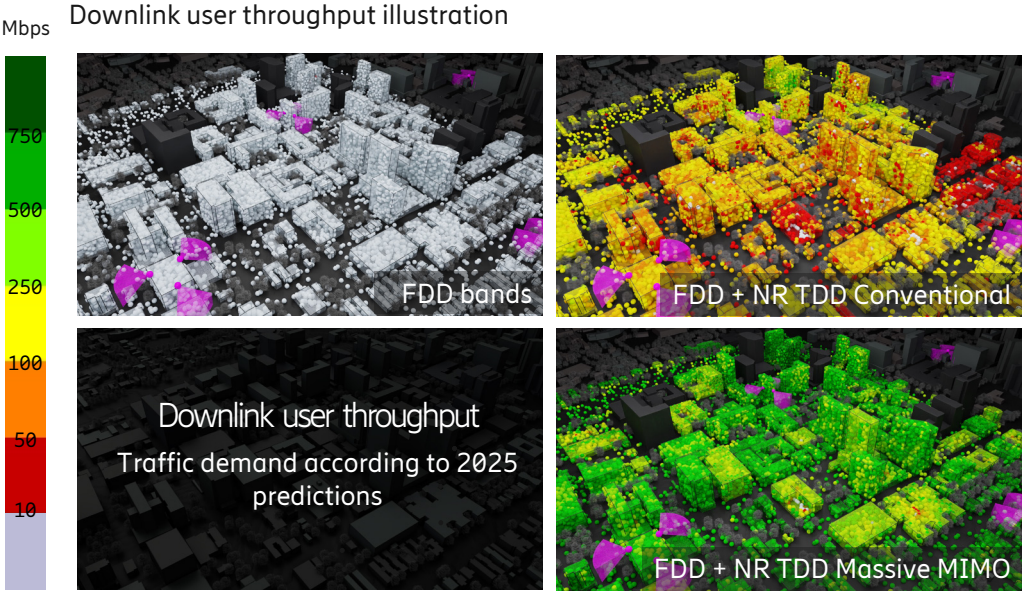 Downlink user throughput illustration
Mbps
750
500
250
100
50
10
FDD bands
FDD + NR TDD Conventional
Downlink user throughput
Traffic demand according to 2025
predictions
FDD + NR TDD Massive MIMO